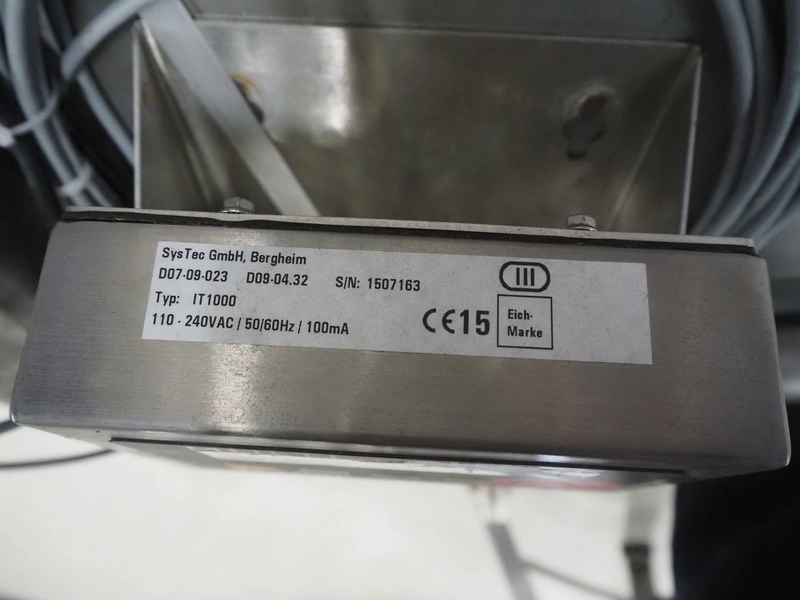 SysTec GmbH, Bergheim
D07-09-023 D09-04.32 S/N: 1507163
Typ: IT1000
110 - 240VAC / 50/60Hz / 100mA
III
CE15
Eich-
Marke